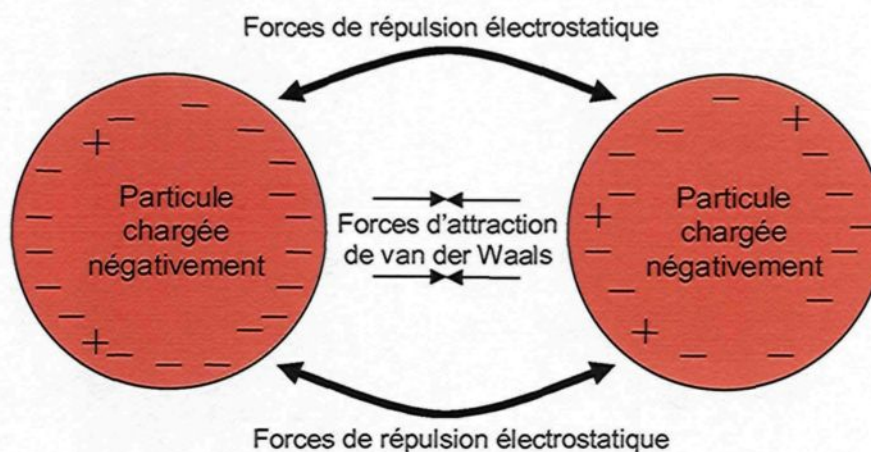 Forces de répulsion électrostatique
Particule
chargée
négativement
Forces d'attraction
de van der Waals
Particule
chargée
négativement
Forces de répulsion électrostatique